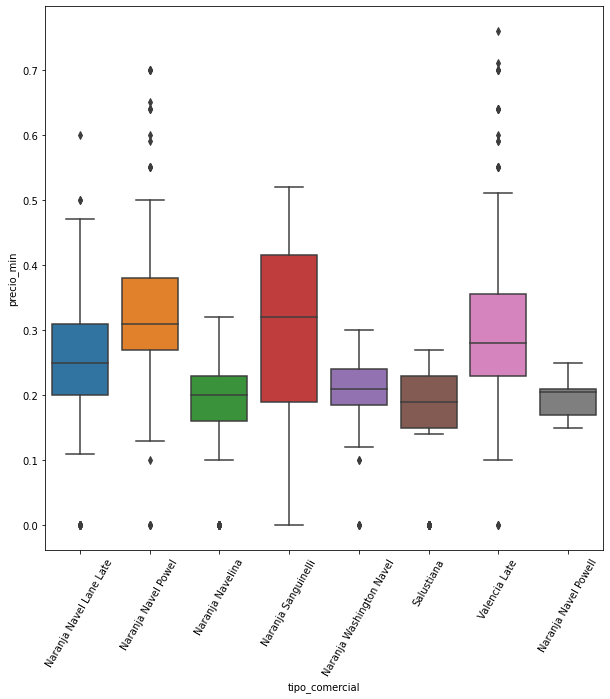 precio_min
0.7
0.6
0.5
0.4
0.3
0.2
0.1
0.0
Naranja Navel Lane Late
Naranja Navel Powel
Naranja Navelina
Naranja Sanguinelli
Naranja Washington Navel
Salustiana
Valencia Late
Naranja Navel Powell
tipo_comercial